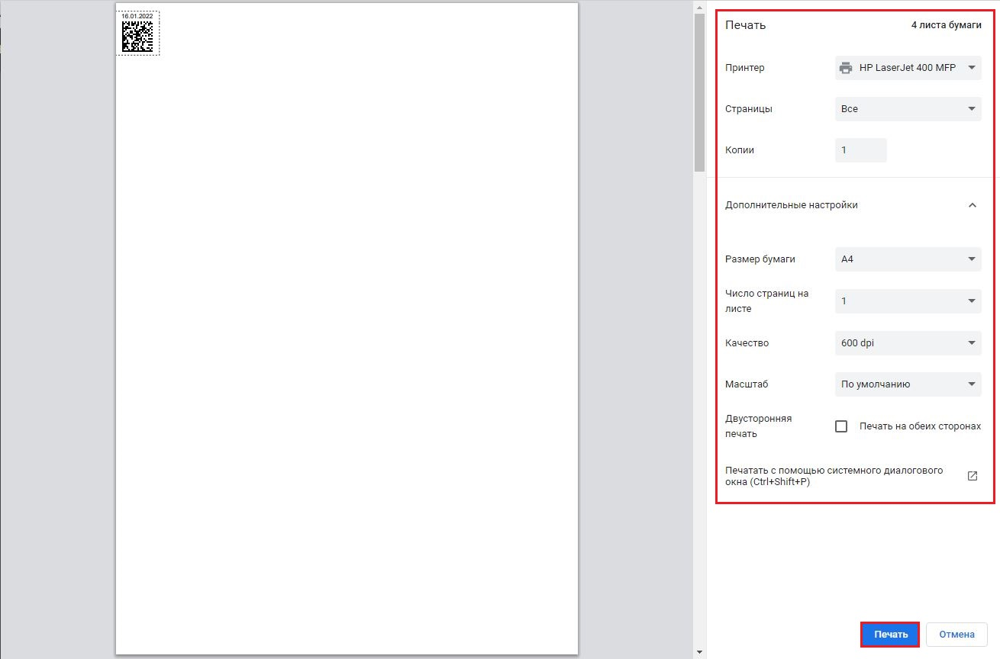 16.01.2022
Печать 4 листа бумаги
Принтер HP LaserJet 400 MFP
Страницы Все
Копии 1
Дополнительные настройки
Размер бумаги A4
Число страниц на
листе 1
Качество 600 dpi
Масштаб По умолчанию
Двусторонняя
печать Печать на обеих сторонах
Печатать с помощью системного диалогового
окна (Ctrl+Shift+P)
Печать Отмена